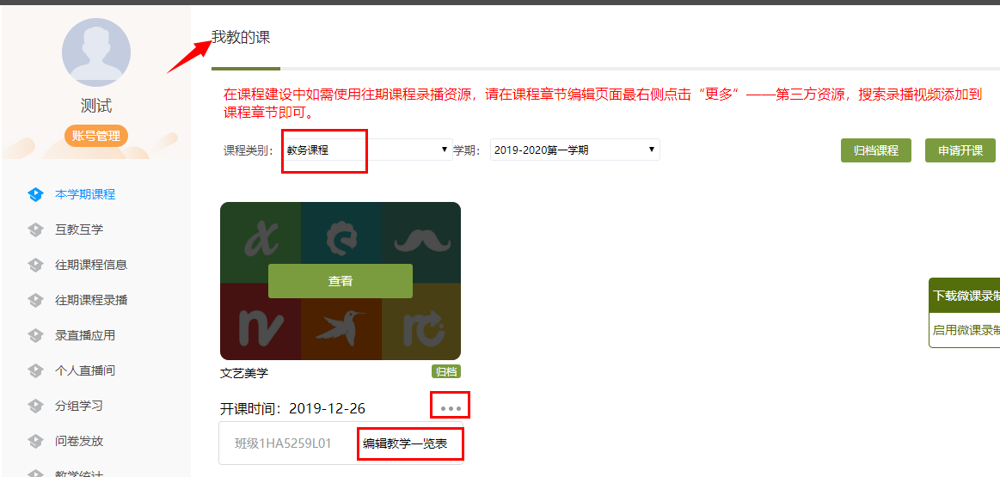 测试
账号管理
本学期课程
互教互学
往期课程信息
往期课程录播
录直播应用
个人直播间
分组学习
问卷发放
教学统计
我教的课
在课程建设中如需使用往期课程录播资源，请在课程章节编辑页面最右侧点击“更多”——第三方资源，搜索录播视频添加到
课程章节即可。
课程类别： 教务课程 学期： 2019-2020第一学期 归档课程 申请开课
查看
文艺美学 归档
开课时间：2019-12-26
班级1HA5259L01 编辑教学一览表
下载微课录制
启用微课录制